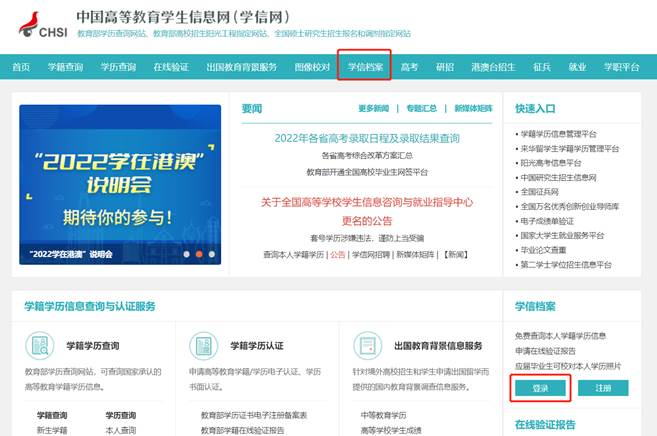 中国高等教育学生信息网(学信网)
CHSI
教育部学历查询网站、教育部高校招生阳光工程指定网站、全国硕士研究生招生报名和调剂指定网站
首页 学籍查询 学历查询 在线验证 出国教育背景服务 图像校对 学信档案 高考 研招 港澳台招生 征兵 就业 学职平台
“2022学在港澳”
说明会
期待你的参与!
“2022学在港澳”说明会
要闻 更多新闻 | 专题汇总 | 新媒体矩阵
2022年各省高考录取日程及录取结果查询
各省高考综合改革方案汇总
教育部开通全国高校毕业生网签平台
关于全国高等学校学生信息咨询与就业指导中心
更名的公告
套号学历涉嫌违法、谨防上当受骗
查询本人学籍学历 | 公告 | 学信网招聘 | 新媒体矩阵 | 【新闻】
快速入口
学籍学历信息管理平台
来华留学生学籍学历管理平台
阳光高考信息平台
中国研究生招生信息网
全国征兵网
全国万名优秀创新创业导师库
电子成绩单验证
国家大学生就业服务平台
毕业论文查重
第二学士学位招生信息平台
学籍学历信息查询与认证服务
学籍学历查询
教育部学历查询网站,可查询国家承认的
高等教育学籍学历信息。
学籍查询 学历查询
新生学籍 本人查询
学籍学历认证
申请高等教育学籍/学历电子认证、学历
书面认证。
教育部学历证书电子注册备案表
教育部学籍在线验证报告
出国教育背景信息服务
针对境外高校招生和学生申请出国留学而
提供的国内教育背景调查信息服务。
中等教育学历
高等学校学生成绩
学信档案
免费查询本人学籍学历信息
申请在线验证报告
应届毕业生可校对本人学历照片
登录 注册
在线验证报告